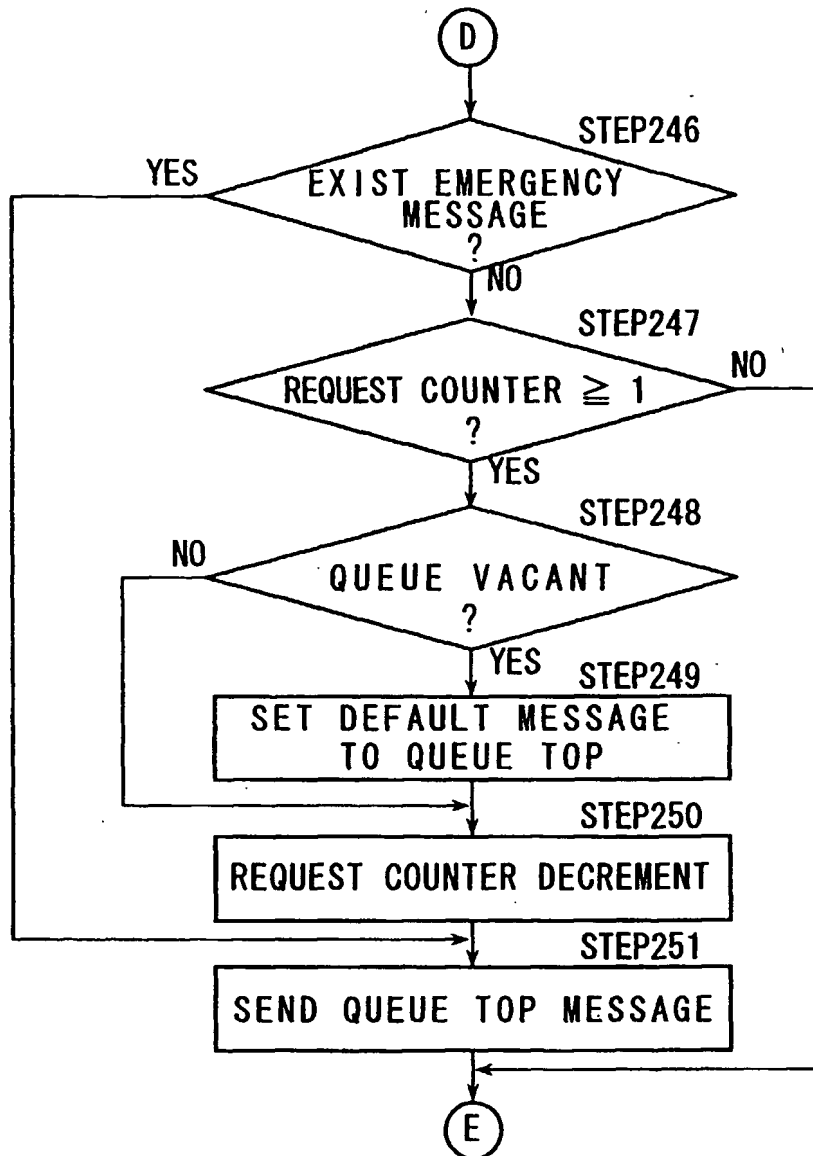 D
STEP246
YES
EXIST EMERGENCY
MESSAGE
?
NO
STEP247
NO
REQUEST COUNTER ≧ 1
?
YES
STEP248
NO
QUEUE VACANT
?
YES
STEP249
SET DEFAULT MESSAGE
TO QUEUE TOP
STEP250
REQUEST COUNTER DECREMENT
STEP251
SEND QUEUE TOP MESSAGE
E